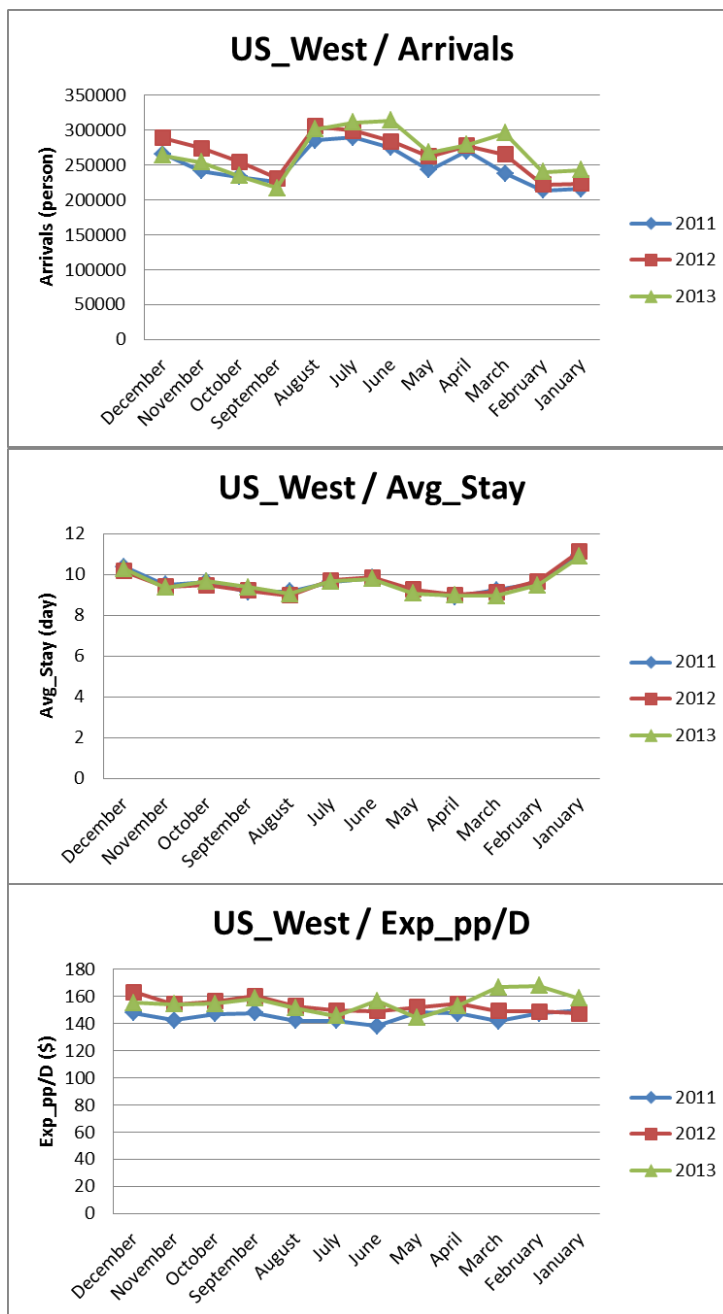 US_West / Arrivals
Arrivals (person)
350000
300000
250000
200000
150000
100000
50000
0
December
November
October
September
August
July
June
May
April
March
February
January
2011
2012
2013
US_West / Avg_Stay
Avg_Stay (day)
12
10
8
6
4
2
0
December
November
October
September
August
July
June
May
April
March
February
January
2011
2012
2013
US_West / Exp_pp/D
Exp_pp/D ($)
180
160
140
120
100
80
60
40
20
0
December
November
October
September
August
July
June
May
April
March
February
January
2011
2012
2013